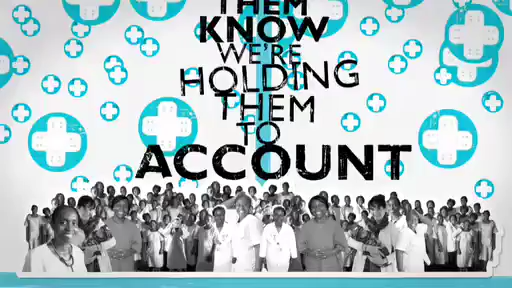 THEM
KNOW
WE'RE
HOLDING
THEM
TO
ACCOUNT